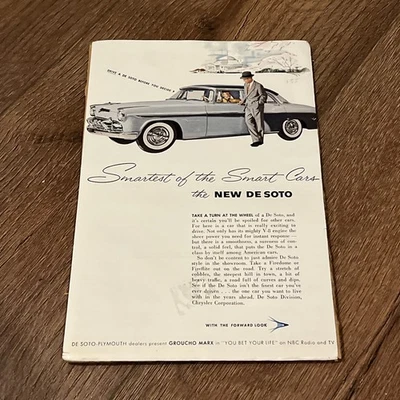 DRIVE A DE SOTO BEFORE YOU DECIDE!
Smartest of the Smart Cars
the NEW DE SOTO
TAKE A TURN AT THE WHEEL of a De Soto, and
it's certain you'll be spoiled for other cars.
For here is a car that is really exciting to
drive. Not only has its mighty V-8 engine the
sheer power you need for instant response—
but there is a smoothness, a sureness of con-
trol, a solid feel, that puts the De Soto in a
class by itself among American cars.
So don't be content to just admire De Soto
style in the showroom. Take a Firedome or
Fireflite out on the road. Try a stretch of
cobbles, the steepest hill in town, a bit of
heavy traffic, a road full of curves and dips.
See if the De Soto isn't the finest car you've
ever driven . . . the one car you want to live
with in the years ahead. De Soto Division,
Chrysler Corporation.
WITH THE FORWARD LOOK
DE SOTO-PLYMOUTH dealers present GROUCHO MARX in "YOU BET YOUR LIFE" on NBC Radio and TV